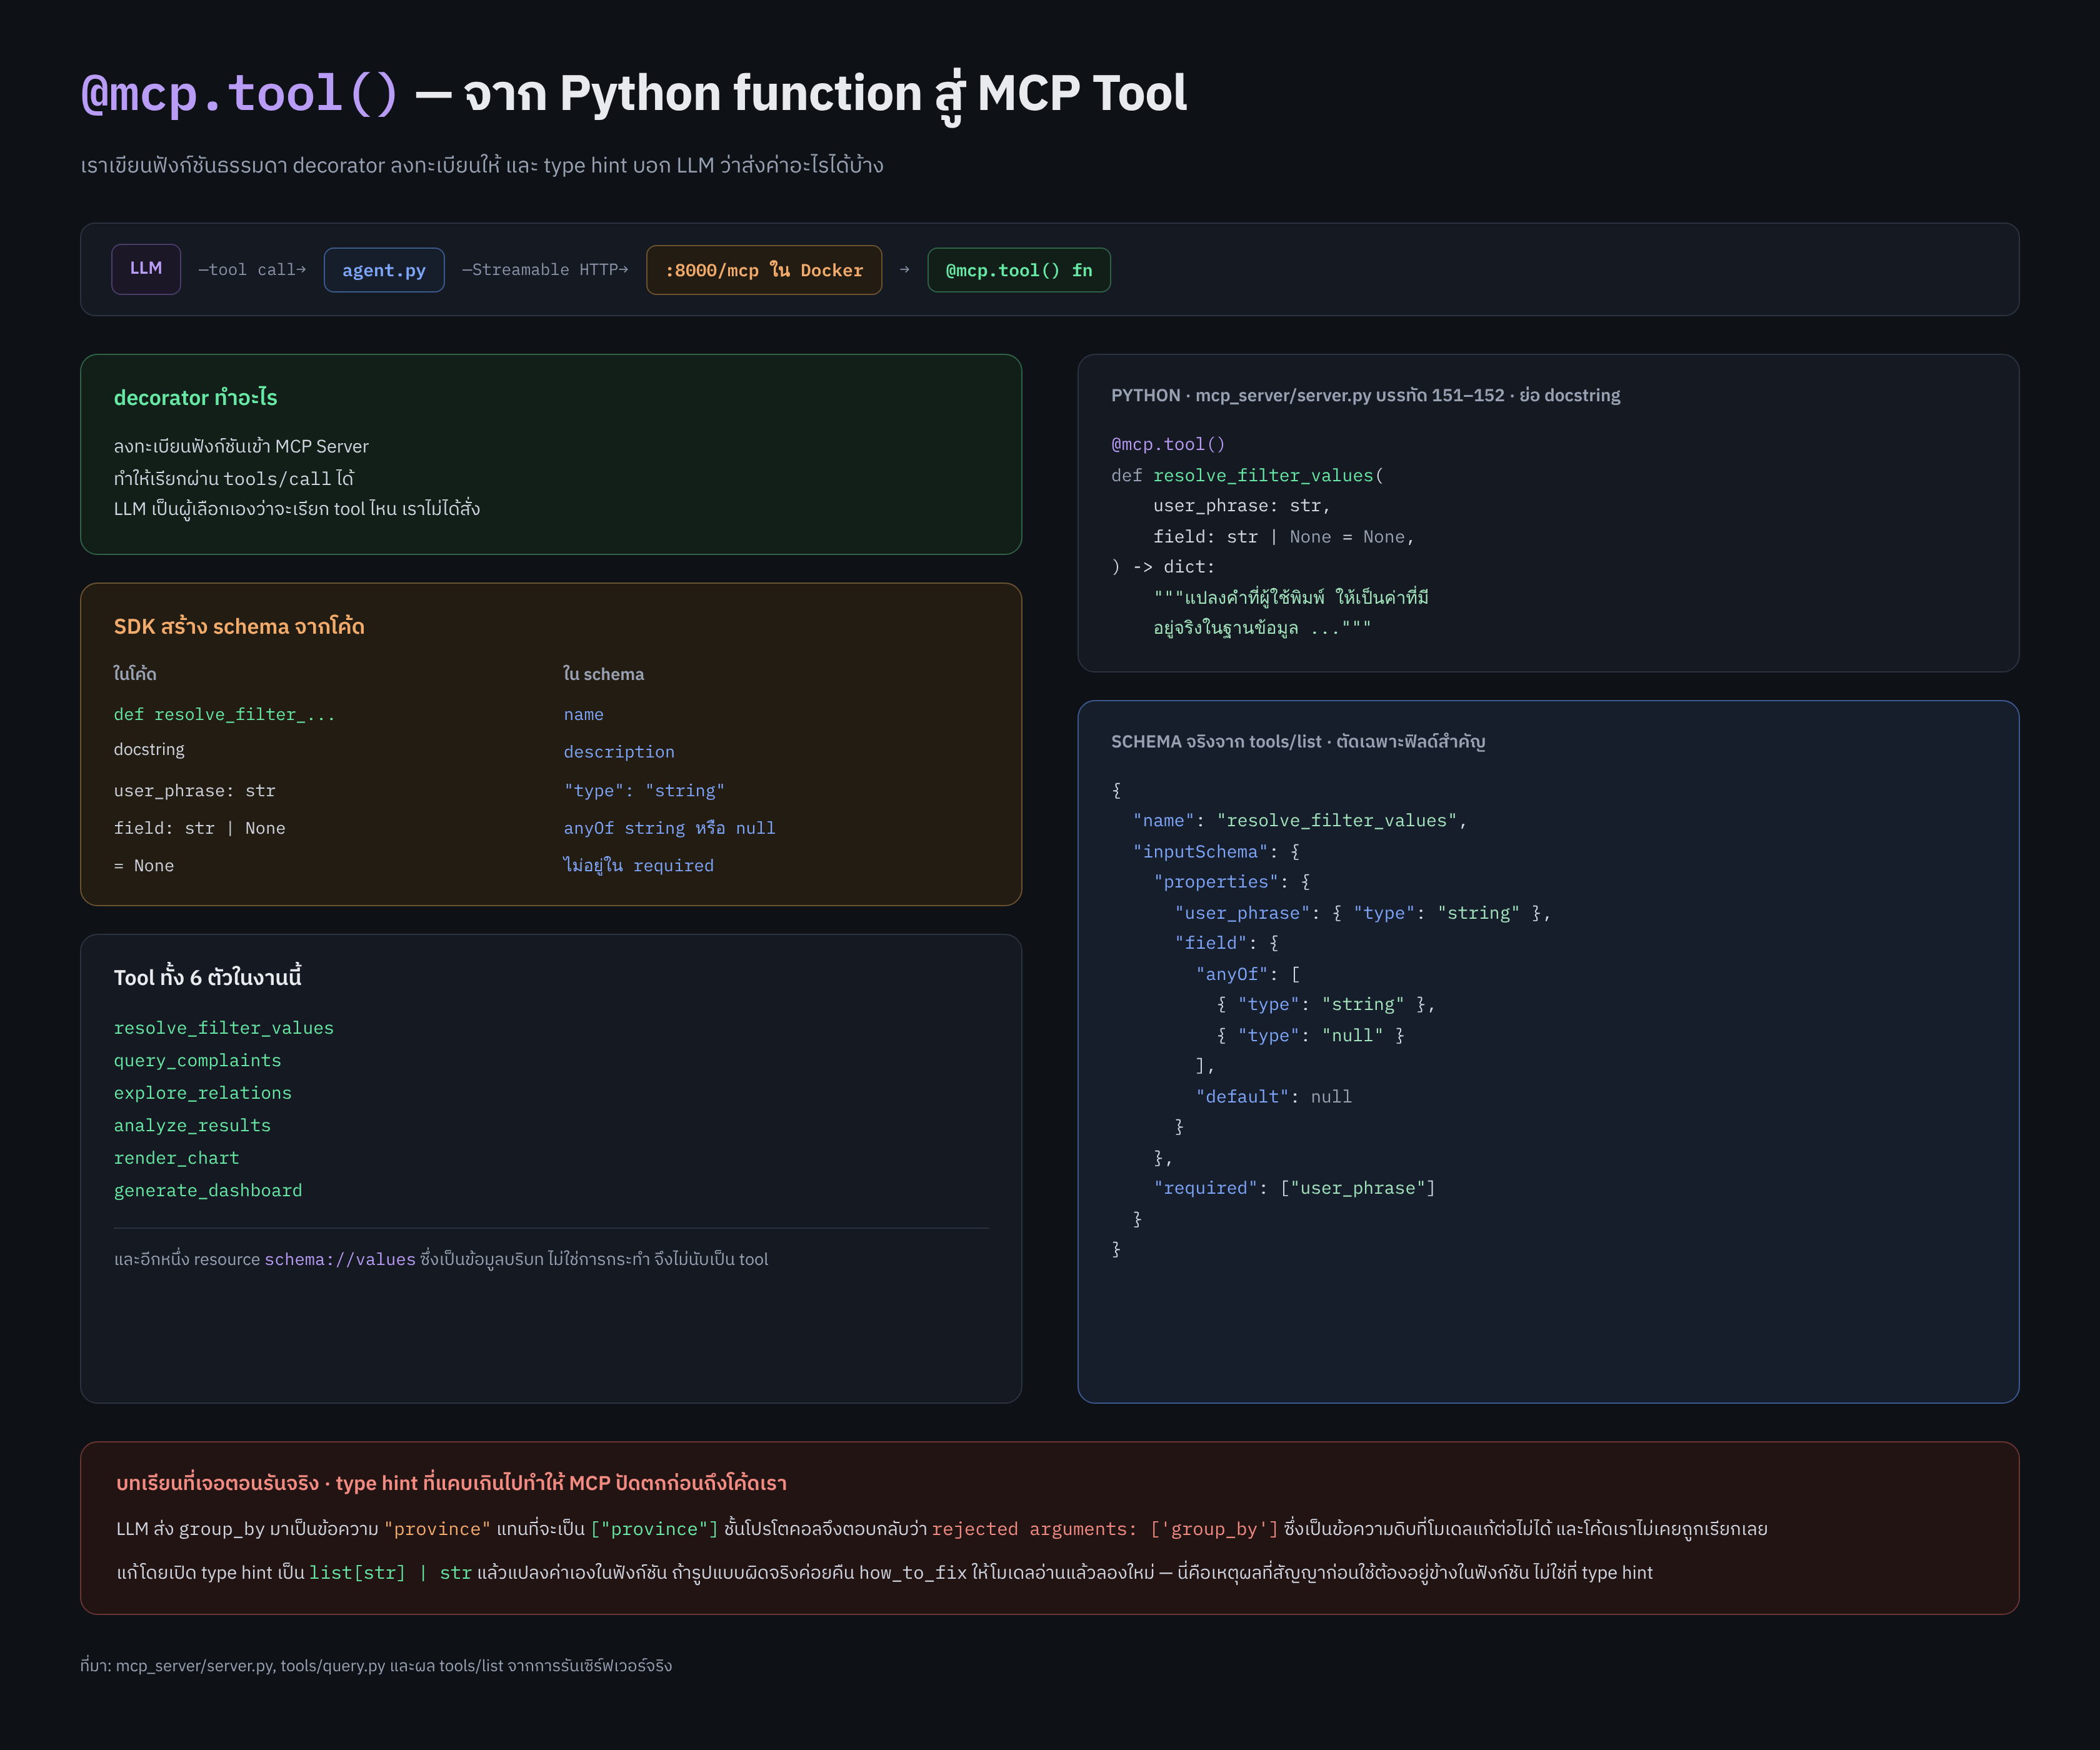 @mcp.tool() — จาก Python function สู่ MCP Tool
เราเขียนฟังก์ชันธรรมดา decorator ลงทะเบียนให้ และ type hint บอก LLM ว่าส่งค่าอะไรได้บ้าง
LLM —tool call→ agent.py —Streamable HTTP→ :8000/mcp ใน Docker → @mcp.tool() fn
decorator ทำอะไร
ลงทะเบียนฟังก์ชันเข้า MCP Server
ทำให้เรียกผ่าน tools/call ได้
LLM เป็นผู้เลือกเองว่าจะเรียก tool ไหน เราไม่ได้สั่ง
SDK สร้าง schema จากโค้ด
ในโค้ด ใน schema
def resolve_filter_... name
docstring description
user_phrase: str "type": "string"
field: str | None anyOf string หรือ null
= None ไม่อยู่ใน required
Tool ทั้ง 6 ตัวในงานนี้
resolve_filter_values
query_complaints
explore_relations
analyze_results
render_chart
generate_dashboard
และอีกหนึ่ง resource schema://values ซึ่งเป็นข้อมูลบริบท ไม่ใช่การกระทำ จึงไม่นับเป็น tool
PYTHON · mcp_server/server.py บรรทัด 151–152 · ย่อ docstring
@mcp.tool()
def resolve_filter_values(
    user_phrase: str,
    field: str | None = None,
) -> dict:
    """แปลงคำที่ผู้ใช้พิมพ์ ให้เป็นค่าที่มี
    อยู่จริงในฐานข้อมูล ..."""
SCHEMA จริงจาก tools/list · ตัดเฉพาะฟิลด์สำคัญ
{
  "name": "resolve_filter_values",
  "inputSchema": {
    "properties": {
      "user_phrase": { "type": "string" },
      "field": {
        "anyOf": [
          { "type": "string" },
          { "type": "null" }
        ],
        "default": null
      }
    },
    "required": ["user_phrase"]
  }
}
บทเรียนที่เจอตอนรันจริง · type hint ที่แคบเกินไปทำให้ MCP ปัดตกก่อนถึงโค้ดเรา
LLM ส่ง group_by มาเป็นข้อความ "province" แทนที่จะเป็น ["province"] ชั้นโปรโตคอลจึงตอบกลับว่า rejected arguments: ['group_by'] ซึ่งเป็นข้อความดิบที่โมเดลแก้ต่อไม่ได้ และโค้ดเราไม่เคยถูกเรียกเลย
แก้โดยเปิด type hint เป็น list[str] | str แล้วแปลงค่าเองในฟังก์ชัน ถ้ารูปแบบผิดจริงค่อยคืน how_to_fix ให้โมเดลอ่านแล้วลองใหม่ — นี่คือเหตุผลที่สัญญาก่อนใช้ต้องอยู่ข้างในฟังก์ชัน ไม่ใช่ที่ type hint
ที่มา: mcp_server/server.py, tools/query.py และผล tools/list จากการรันเซิร์ฟเวอร์จริง